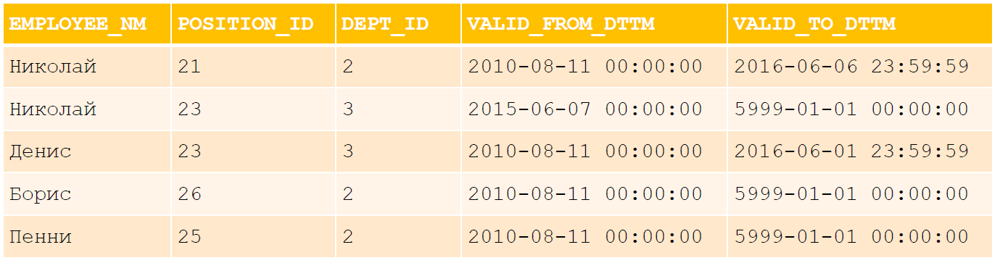 EMPLOYEE_NM POSITION_ID DEPT_ID VALID_FROM_DTTM VALID_TO_DTTM
Николай 21 2 2010-08-11 00:00:00 2016-06-06 23:59:59
Николай 23 3 2015-06-07 00:00:00 5999-01-01 00:00:00
Денис 23 3 2010-08-11 00:00:00 2016-06-01 23:59:59
Борис 26 2 2010-08-11 00:00:00 5999-01-01 00:00:00
Пенни 25 2 2010-08-11 00:00:00 5999-01-01 00:00:00